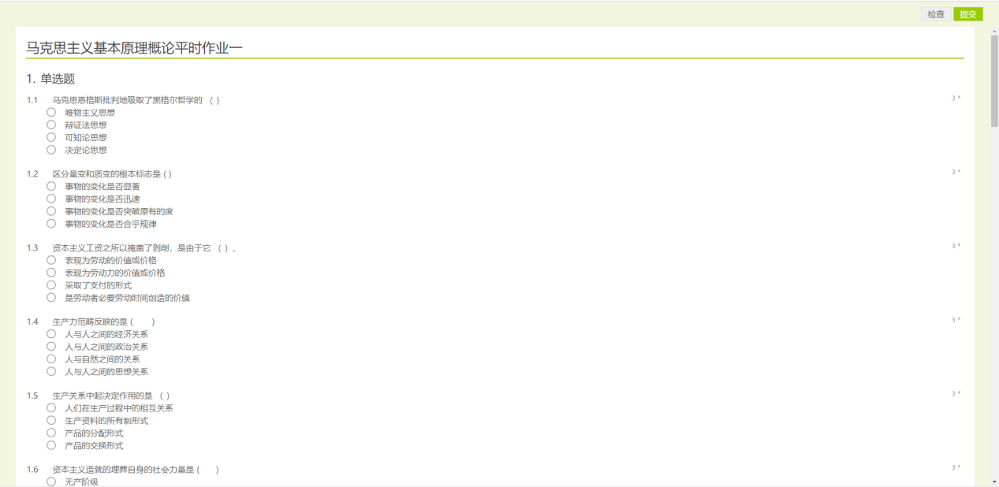 检查 提交
马克思主义基本原理概论平时作业一
1. 单选题
1.1 马克思恩格斯批判地吸取了黑格尔哲学的 ( ) 3
唯物主义思想
辩证法思想
可知论思想
决定论思想
1.2 区分量变和质变的根本标志是 ( ) 3
事物的变化是否显著
事物的变化是否迅速
事物的变化是否突破原有的度
事物的变化是否合乎规律
1.3 资本主义工资之所以掩盖了剥削，是由于它 ( ) 、 3
表现为劳动的价值或价格
表现为劳动力的价值或价格
采取了支付的形式
是劳动者必要劳动时间创造的价值
1.4 生产力范畴反映的是 ( ) 3
人与人之间的经济关系
人与人之间的政治关系
人与自然之间的关系
人与人之间的思想关系
1.5 生产关系中起决定作用的是 ( ) 3
人们在生产过程中的相互关系
生产资料的所有制形式
产品的分配形式
产品的交换形式
1.6 资本主义造就的埋葬自身的社会力量是 ( ) 3
无产阶级